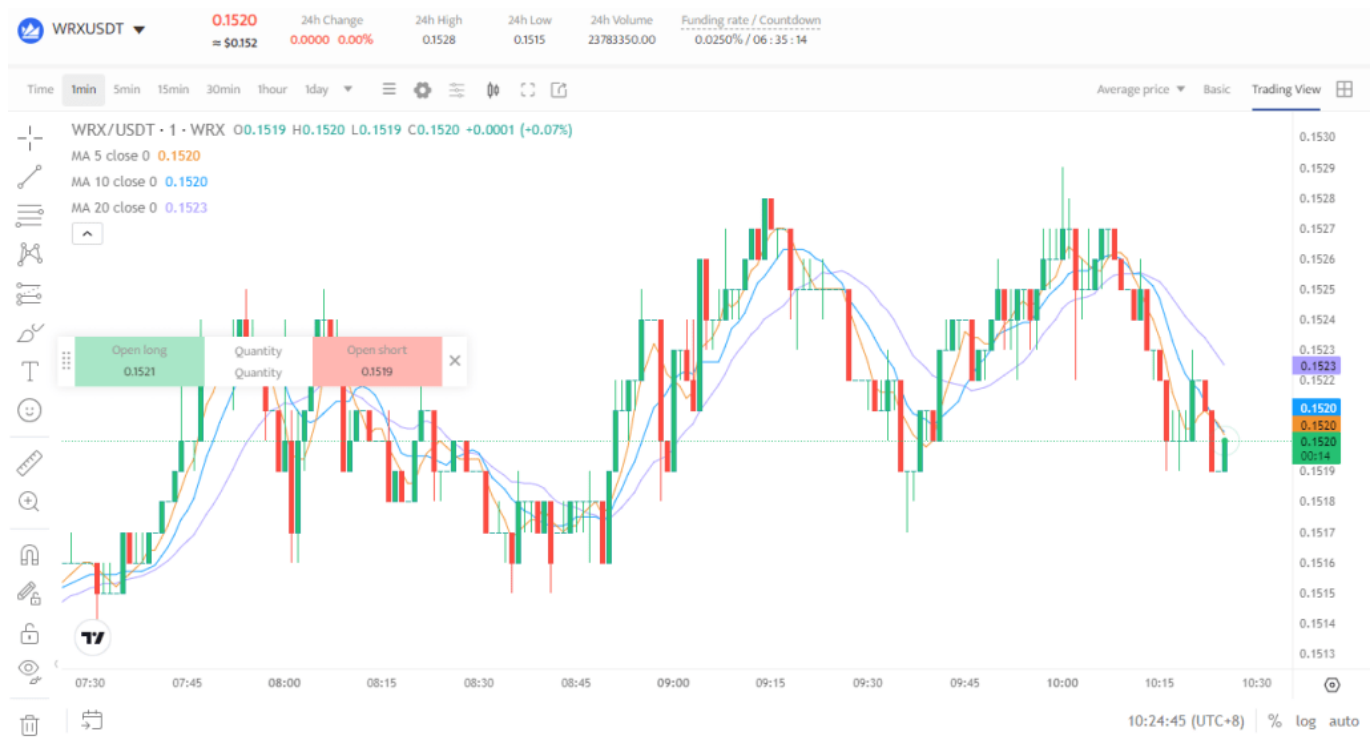 WRXUSDT
0.1520
≈ $0.152
24h Change
0.0000 0.00%
24h High
0.1528
24h Low
0.1515
24h Volume
23783350.00
Funding rate / Countdown
0.0250% / 06 : 35 : 14
Time 1min 5min 15min 30min 1hour 1day
Average price Basic Trading View
WRX/USDT · 1 · WRX O0.1519 H0.1520 L0.1519 C0.1520 +0.0001 (+0.07%)
MA 5 close 0 0.1520
MA 10 close 0 0.1520
MA 20 close 0 0.1523
Open long
0.1521
Quantity
Quantity
Open short
0.1519
0.1530
0.1529
0.1528
0.1527
0.1526
0.1525
0.1524
0.1523
0.1523
0.1522
0.1520
0.1520
0.1520
00:14
0.1519
0.1518
0.1517
0.1516
0.1515
0.1514
0.1513
07:30 07:45 08:00 08:15 08:30 08:45 09:00 09:15 09:30 09:45 10:00 10:15 10:30
10:24:45 (UTC+8) % log auto